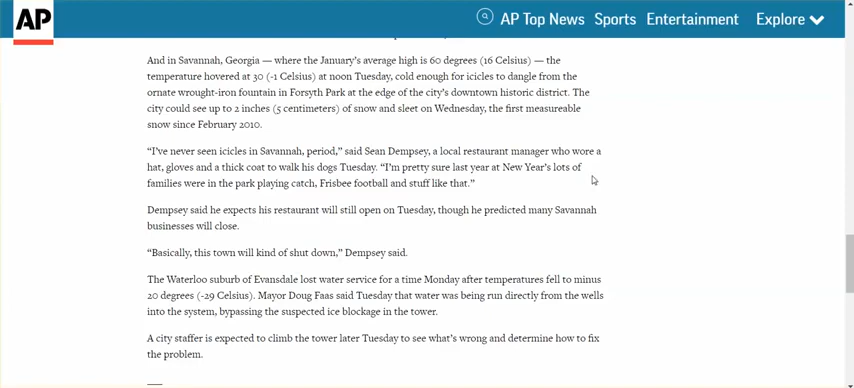 AP
AP Top News Sports Entertainment Explore
And in Savannah, Georgia — where the January’s average high is 60 degrees (16 Celsius) — the
temperature hovered at 30 (-1 Celsius) at noon Tuesday, cold enough for icicles to dangle from the
ornate wrought-iron fountain in Forsyth Park at the edge of the city’s downtown historic district. The
city could see up to 2 inches (5 centimeters) of snow and sleet on Wednesday, the first measureable
snow since February 2010.
“I’ve never seen icicles in Savannah, period,” said Sean Dempsey, a local restaurant manager who wore a
hat, gloves and a thick coat to walk his dogs Tuesday. “I’m pretty sure last year at New Year’s lots of
families were in the park playing catch, Frisbee football and stuff like that.”
Dempsey said he expects his restaurant will still open on Tuesday, though he predicted many Savannah
businesses will close.
“Basically, this town will kind of shut down,” Dempsey said.
The Waterloo suburb of Evansdale lost water service for a time Monday after temperatures fell to minus
20 degrees (-29 Celsius). Mayor Doug Faas said Tuesday that water was being run directly from the wells
into the system, bypassing the suspected ice blockage in the tower.
A city staffer is expected to climb the tower later Tuesday to see what’s wrong and determine how to fix
the problem.